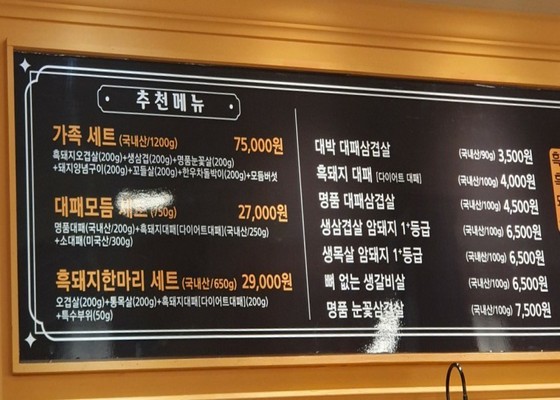 추천메뉴
가족 세트 (국내산/1200g) 75,000원
흑돼지오겹살(200g)+생삼겹(200g)+명품눈꽃살(200g)
+돼지양념구이(200g)+꼬들살(200g)+한우차돌박이(200g)+모둠버섯
대패모둠 세트 (750g) 27,000원
명품대패(국내산/200g)+흑돼지대패[다이어트대패](국내산/250g)
+소대패(미국산/300g)
흑돼지한마리 세트 (국내산/650g) 29,000원
오겹살(200g)+통목살(200g)+흑돼지대패[다이어트대패](200g)
+특수부위(50g)
대박 대패삼겹살 (국내산/90g) 3,500원
흑돼지 대패 [다이어트 대패] (국내산/100g) 4,000원
명품 대패삼겹살 (국내산/100g) 4,500원
생삼겹살 암돼지 1+등급 (국내산/100g) 6,500원
생목살 암돼지 1+등급 (국내산/100g) 6,500원
뼈 없는 생갈비살 (국내산/100g) 6,500원
명품 눈꽃삼겹살 (국내산/100g) 7,500원